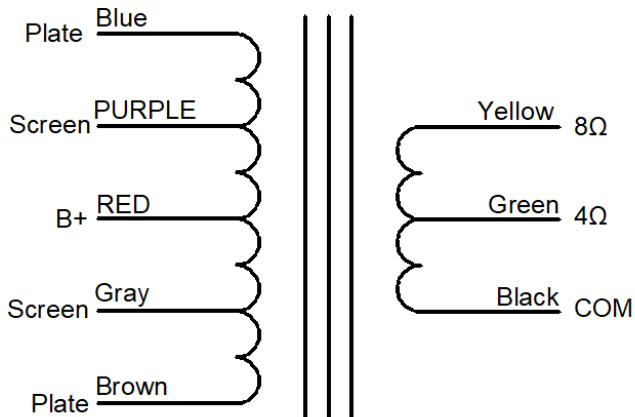 Plate Blue
Screen PURPLE
B+ RED
Screen Gray
Plate Brown
Yellow 8Ω
Green 4Ω
Black COM